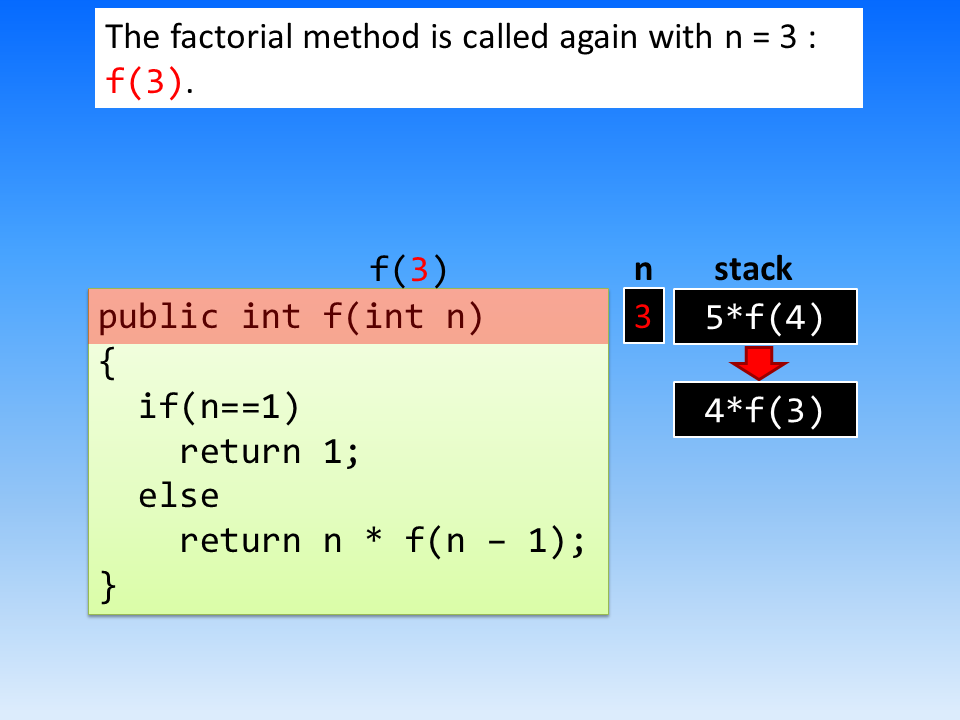 The factorial method is called again with n = 3 :
f(3).
f(3) n stack
public int f(int n) 3 5*f(4)
{
if(n==1) 4*f(3)
return 1;
else
return n * f(n – 1);
}